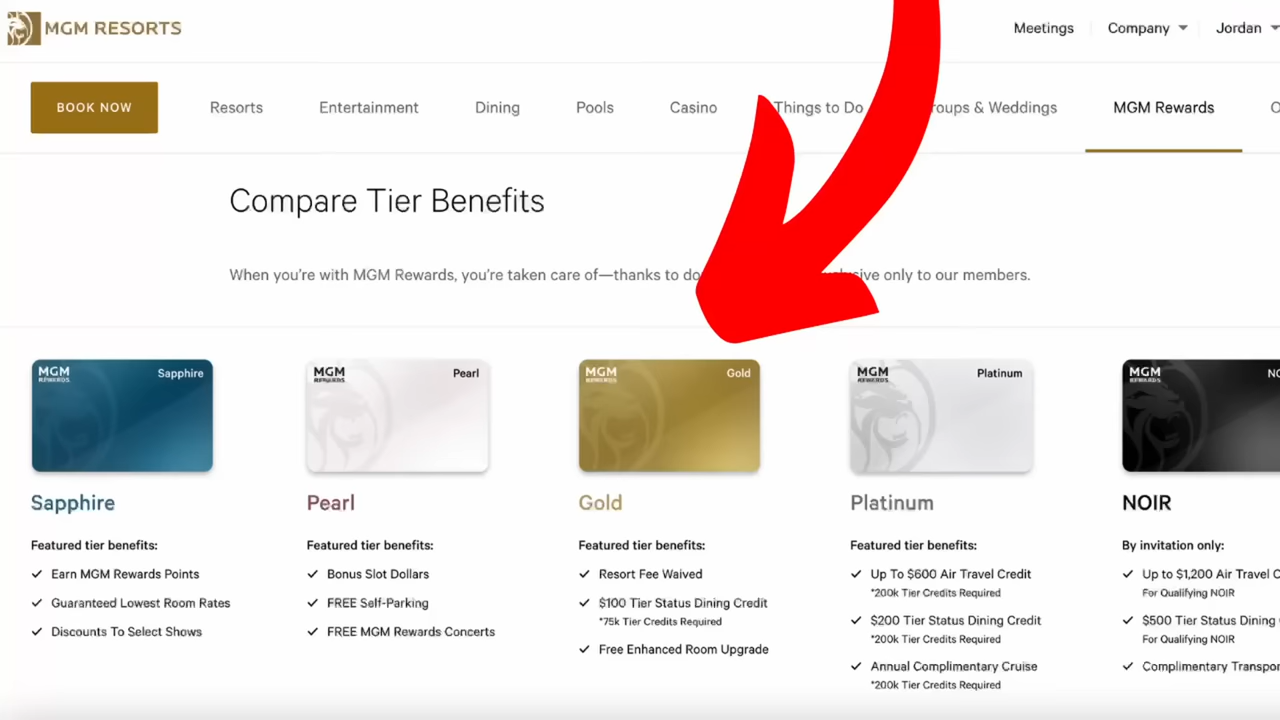 MGM RESORTS
Meetings
Company
Jordan
BOOK NOW
Resorts
Entertainment
Dining
Pools
Casino
Things to Do
& Weddings
MGM Rewards
Compare Tier Benefits
When you're with MGM Rewards, you're taken care of—thanks to
only to our members.
MGM
REWARDS
Sapphire
MGM
REWARDS
Pearl
MGM
REWARDS
Gold
MGM
REWARDS
Platinum
MGM
REWARDS
Sapphire
Featured tier benefits:
Earn MGM Rewards Points
Guaranteed Lowest Room Rates
Discounts To Select Shows
Pearl
Featured tier benefits:
Bonus Slot Dollars
FREE Self-Parking
FREE MGM Rewards Concerts
Gold
Featured tier benefits:
Resort Fee Waived
$100 Tier Status Dining Credit
*75k Tier Credits Required
Free Enhanced Room Upgrade
Platinum
Featured tier benefits:
Up To $600 Air Travel Credit
*200k Tier Credits Required
$200 Tier Status Dining Credit
*200k Tier Credits Required
Annual Complimentary Cruise
*200k Tier Credits Required
NOIR
By invitation only:
Up to $1,200 Air Travel
For Qualifying NOIR
$500 Tier Status Dining
For Qualifying NOIR
Complimentary